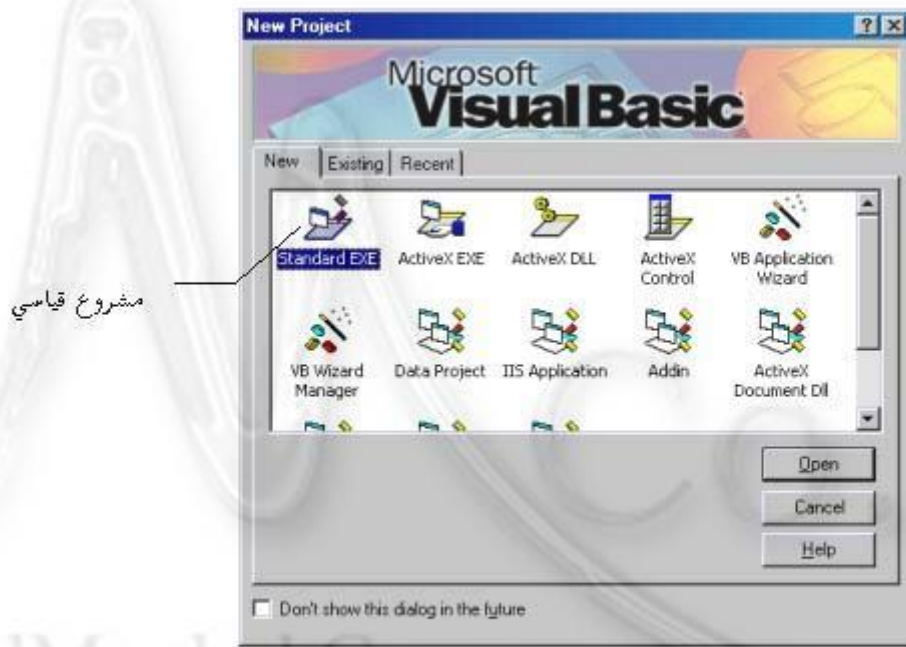 New Project
Microsoft
Visual Basic
New Existing Recent
Standard EXE ActiveX EXE ActiveX DLL ActiveX Control VB Application Wizard
مشروع قياسي
VB Wizard Manager Data Project IIS Application Addin ActiveX Document Dll
Open
Cancel
Help
Don't show this dialog in the future